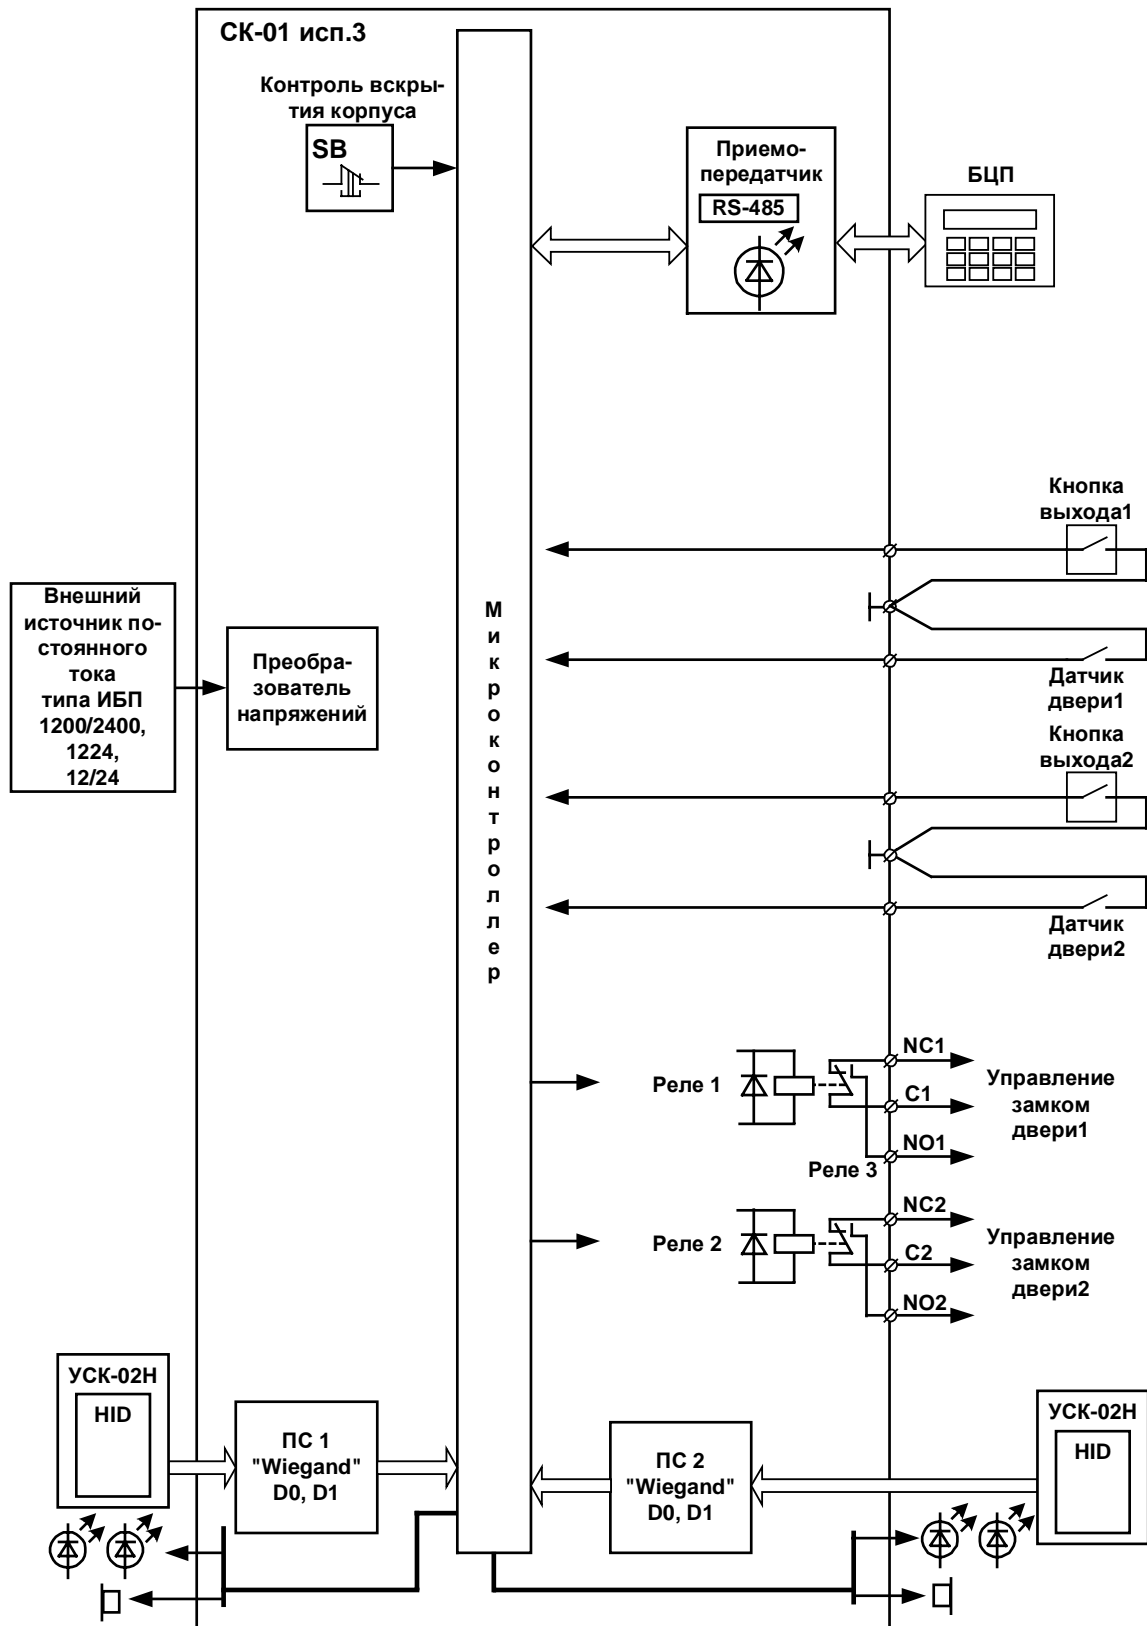 СК-01 исп.3
Контроль вскры-
тия корпуса
SB
Приемо-
передатчик
RS-485
БЦП
Кнопка
выхода1
Датчик
двери1
Кнопка
выхода2
Датчик
двери2
Внешний
источник по-
стоянного
тока
типа ИБП
1200/2400,
1224,
12/24
Преобра-
зователь
напряжений
М
и
к
р
о
к
о
н
т
р
о
л
л
е
р
Реле 1
NC1
C1
NO1
Управление
замком
двери1
Реле 3
Реле 2
NC2
C2
NO2
Управление
замком
двери2
УСК-02Н
HID
ПС 1
"Wiegand"
D0, D1
ПС 2
"Wiegand"
D0, D1
УСК-02Н
HID